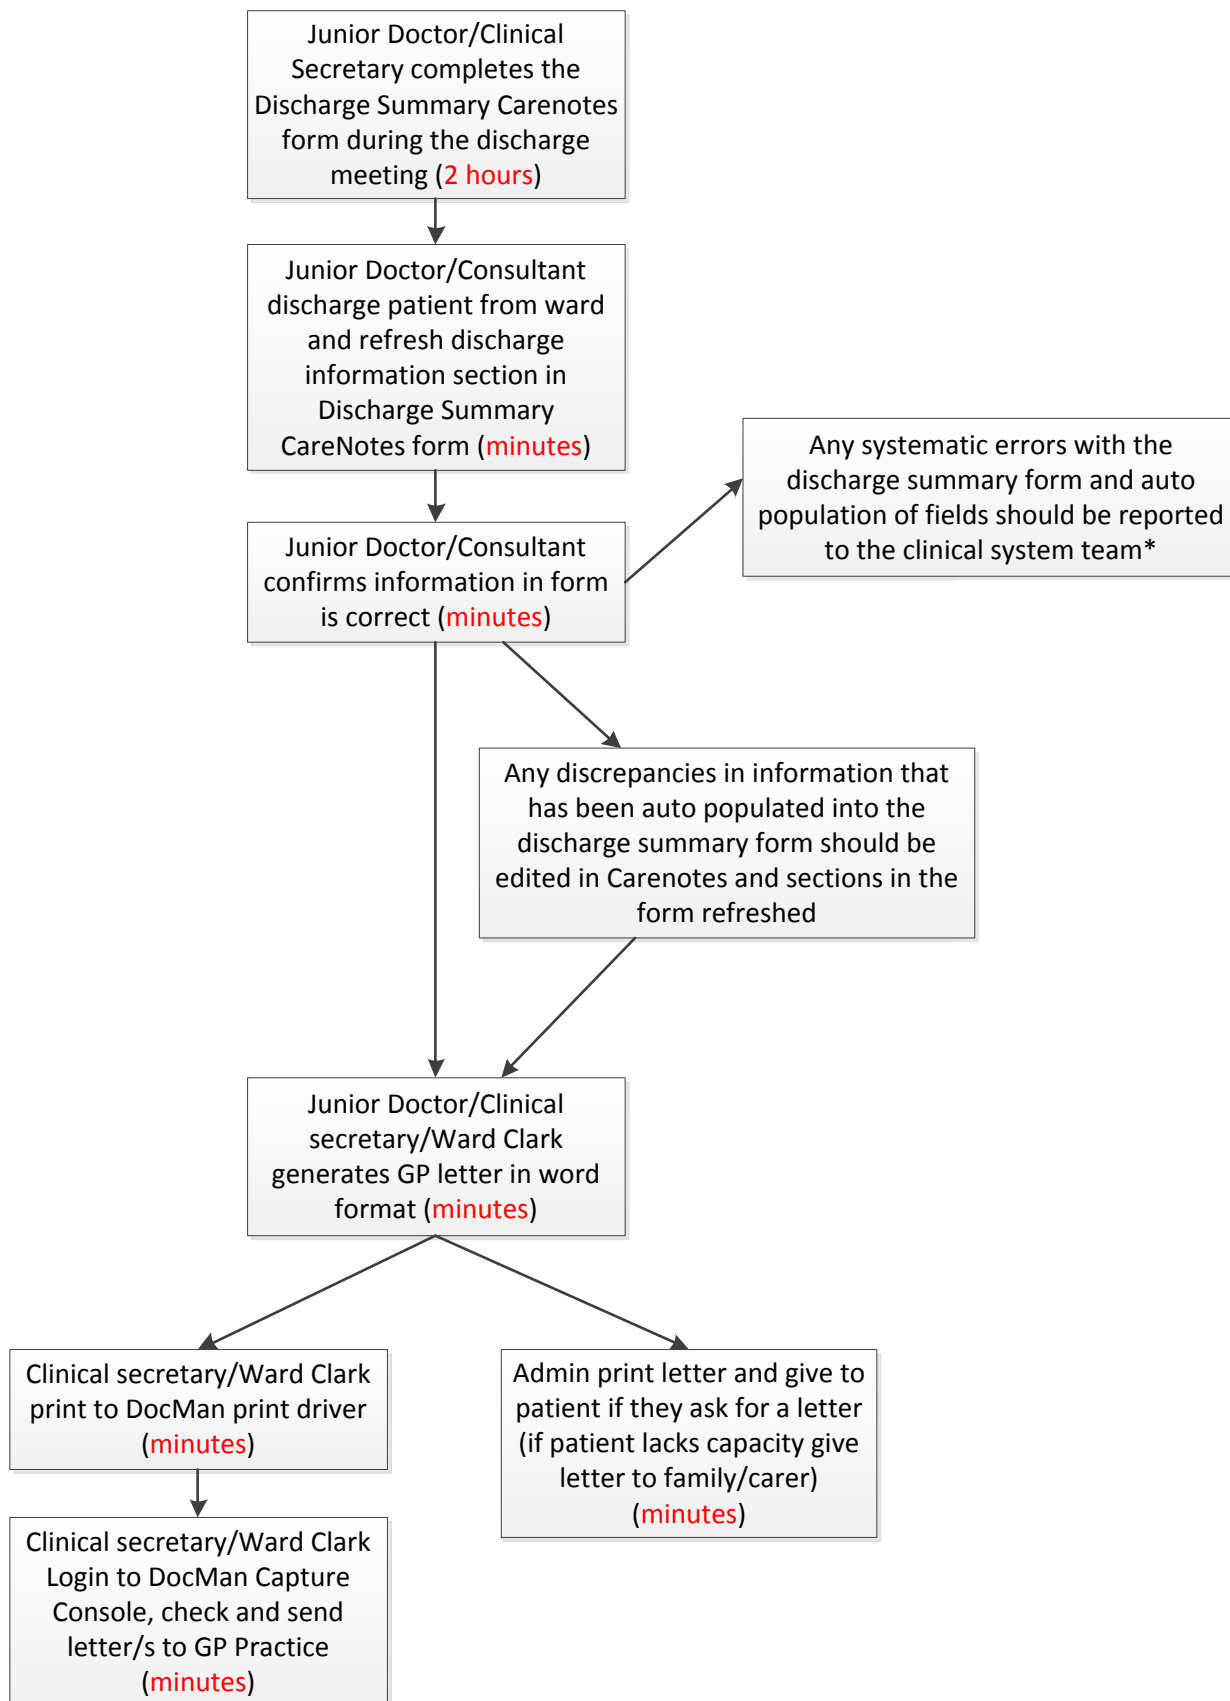 Junior Doctor/Clinical
Secretary completes the
Discharge Summary Carenotes
form during the discharge
meeting (2 hours)
Junior Doctor/Consultant
discharge patient from ward
and refresh discharge
information section in
Discharge Summary
CareNotes form (minutes)
Any systematic errors with the
discharge summary form and auto
population of fields should be reported
to the clinical system team*
Junior Doctor/Consultant
confirms information in form
is correct (minutes)
Any discrepancies in information that
has been auto populated into the
discharge summary form should be
edited in Carenotes and sections in the
form refreshed
Junior Doctor/Clinical
secretary/Ward Clark
generates GP letter in word
format (minutes)
Clinical secretary/Ward Clark
print to DocMan print driver
(minutes)
Admin print letter and give to
patient if they ask for a letter
(if patient lacks capacity give
letter to family/carer)
(minutes)
Clinical secretary/Ward Clark
Login to DocMan Capture
Console, check and send
letter/s to GP Practice
(minutes)